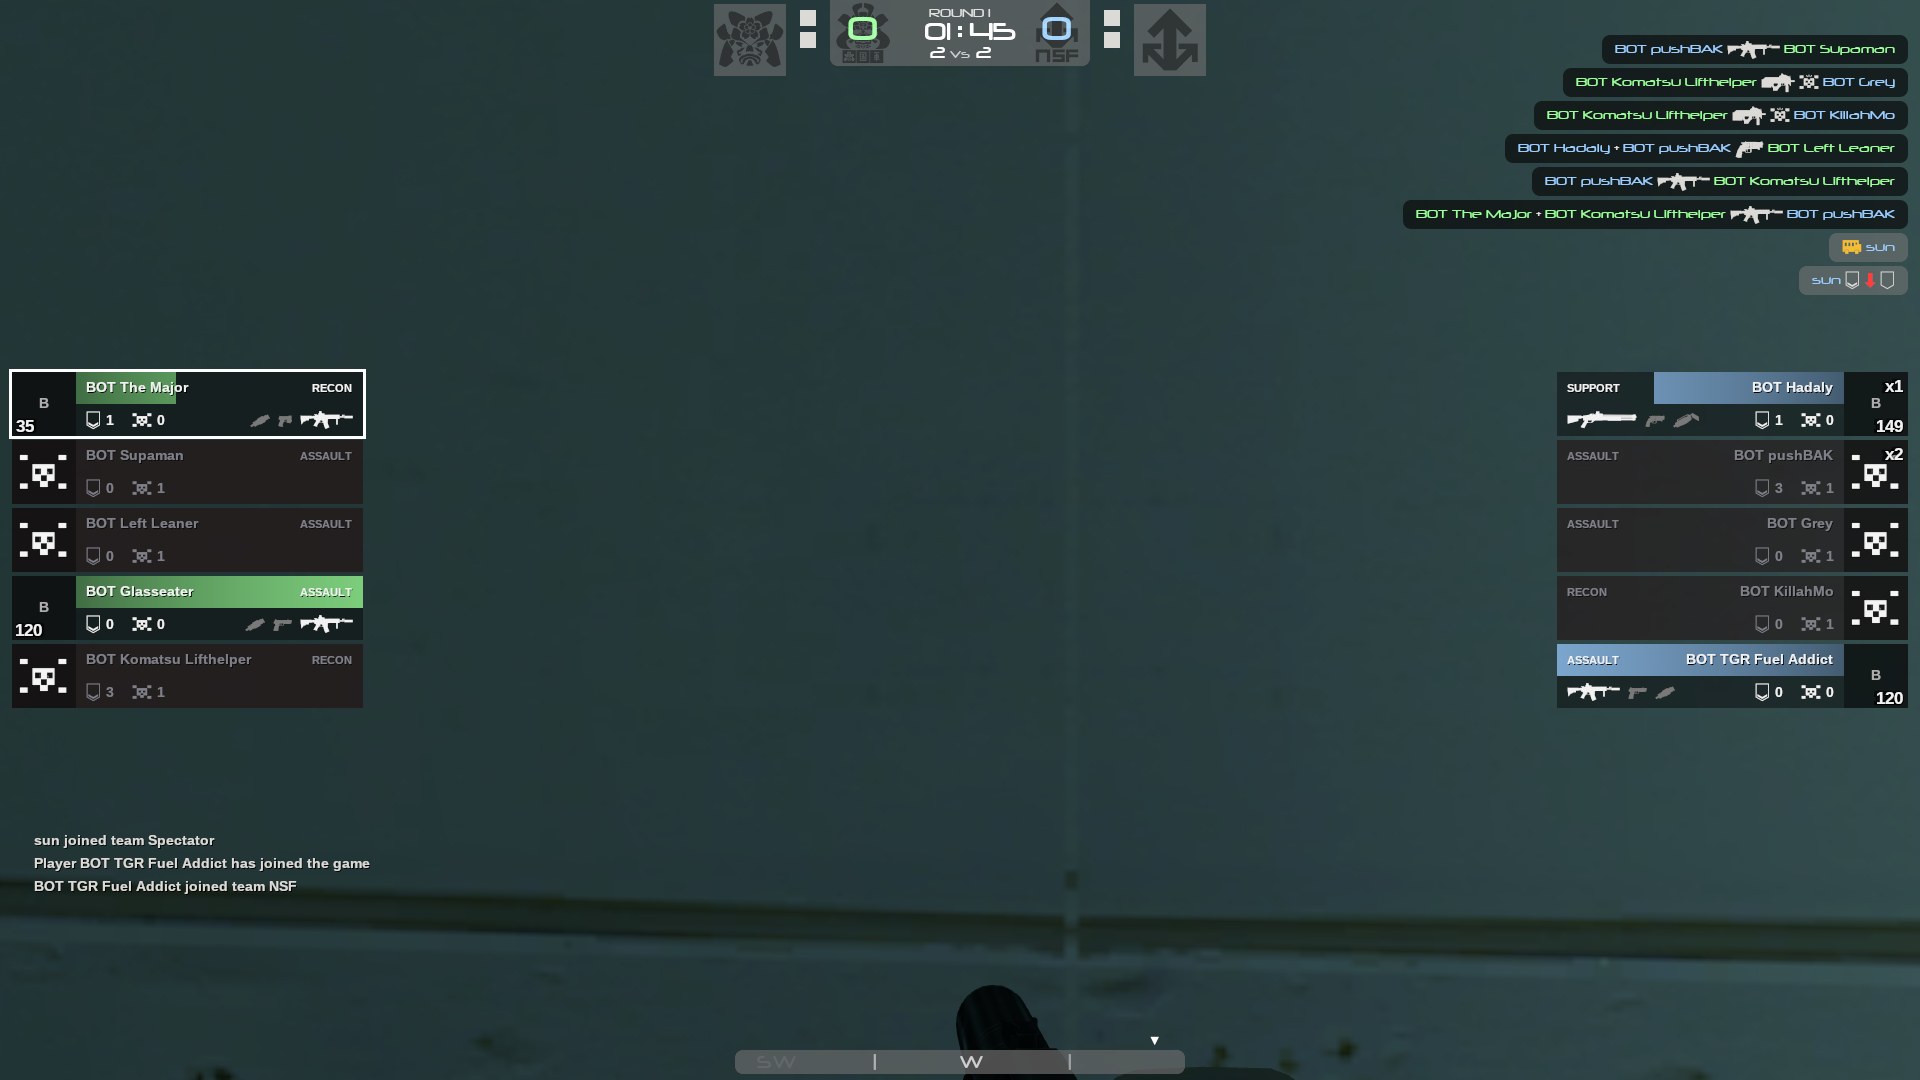 ROUND 1
0 01:45 0
2 VS 2
NSF
BOT pushBAK BOT Supaman
BOT Komatsu Lifthelper BOT Grey
BOT Komatsu Lifthelper BOT KillahMo
BOT Hadaly + BOT pushBAK BOT Left Leaner
BOT pushBAK BOT Komatsu Lifthelper
BOT The Major + BOT Komatsu Lifthelper BOT pushBAK
sun
sun
B BOT The Major RECON
35 1 0
BOT Supaman ASSAULT
0 1
BOT Left Leaner ASSAULT
0 1
B BOT Glasseater ASSAULT
120 0 0
BOT Komatsu Lifthelper RECON
3 1
SUPPORT BOT Hadaly x1
B
1 0 149
ASSAULT BOT pushBAK x2
3 1
ASSAULT BOT Grey
0 1
RECON BOT KillahMo
0 1
ASSAULT BOT TGR Fuel Addict B
0 0 120
sun joined team Spectator
Player BOT TGR Fuel Addict has joined the game
BOT TGR Fuel Addict joined team NSF
SW | W |